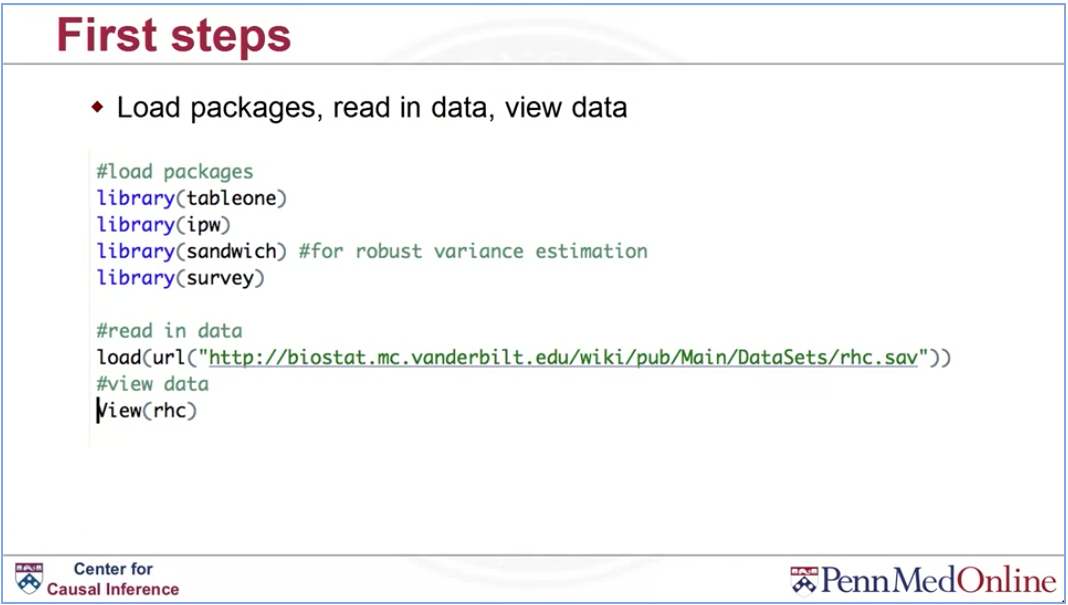 First steps
Load packages, read in data, view data
#load packages
library(tableone)
library(ipw)
library(sandwich) #for robust variance estimation
library(survey)
#read in data
load(url("http://biostat.mc.vanderbilt.edu/wiki/pub/Main/DataSets/rhc.sav"))
#view data
View(rhc)
Center for
Causal Inference
PennMedOnline